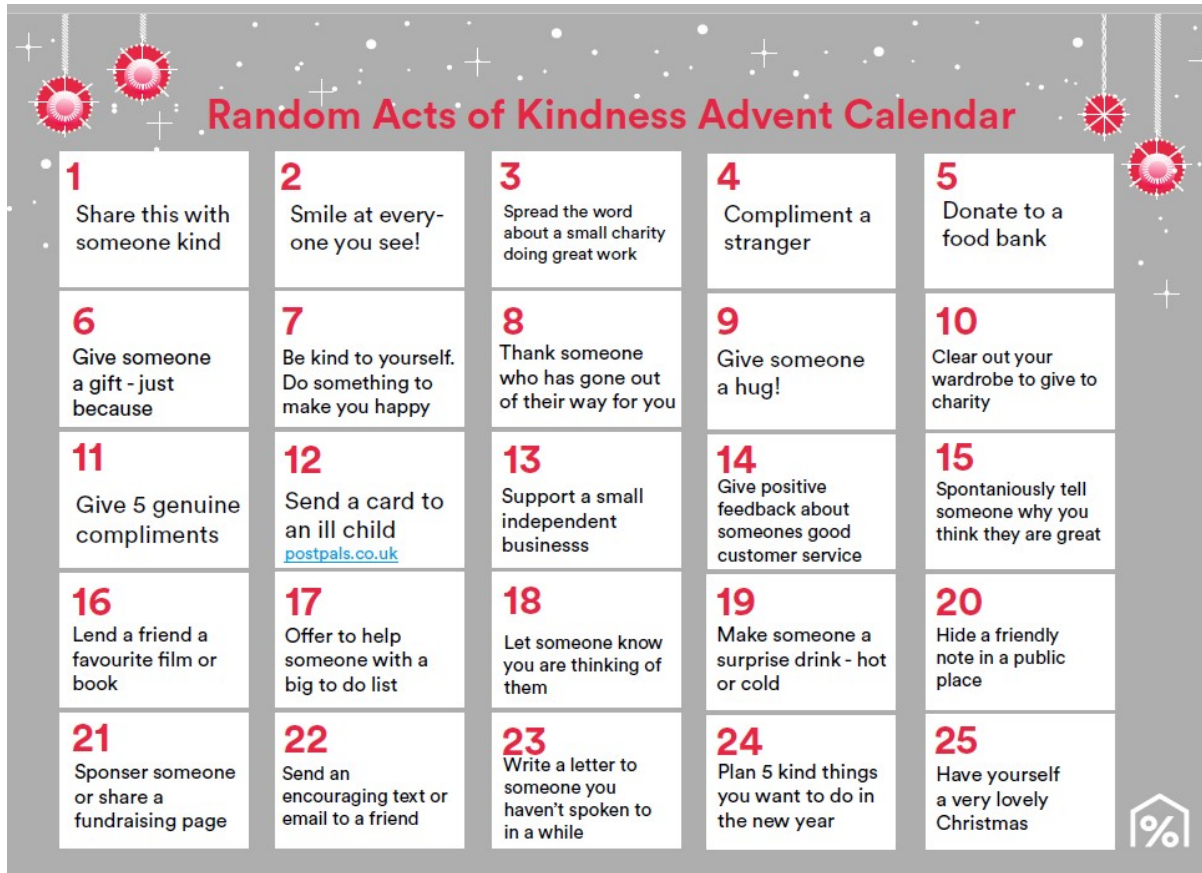 Random Acts of Kindness Advent Calendar
1
Share this with
someone kind
2
Smile at every-
one you see!
3
Spread the word
about a small charity
doing great work
4
Compliment a
stranger
5
Donate to a
food bank
6
Give someone
a gift - just
because
7
Be kind to yourself.
Do something to
make you happy
8
Thank someone
who has gone out
of their way for you
9
Give someone
a hug!
10
Clear out your
wardrobe to give to
charity
11
Give 5 genuine
compliments
12
Send a card to
an ill child
postpals.co.uk
13
Support a small
independent
businesss
14
Give positive
feedback about
someones good
customer service
15
Spontaniously tell
someone why you
think they are great
16
Lend a friend a
favourite film or
book
17
Offer to help
someone with a
big to do list
18
Let someone know
you are thinking of
them
19
Make someone a
surprise drink - hot
or cold
20
Hide a friendly
note in a public
place
21
Sponser someone
or share a
fundraising page
22
Send an
encouraging text or
email to a friend
23
Write a letter to
someone you
haven't spoken to
in a while
24
Plan 5 kind things
you want to do in
the new year
25
Have yourself
a very lovely
Christmas
%